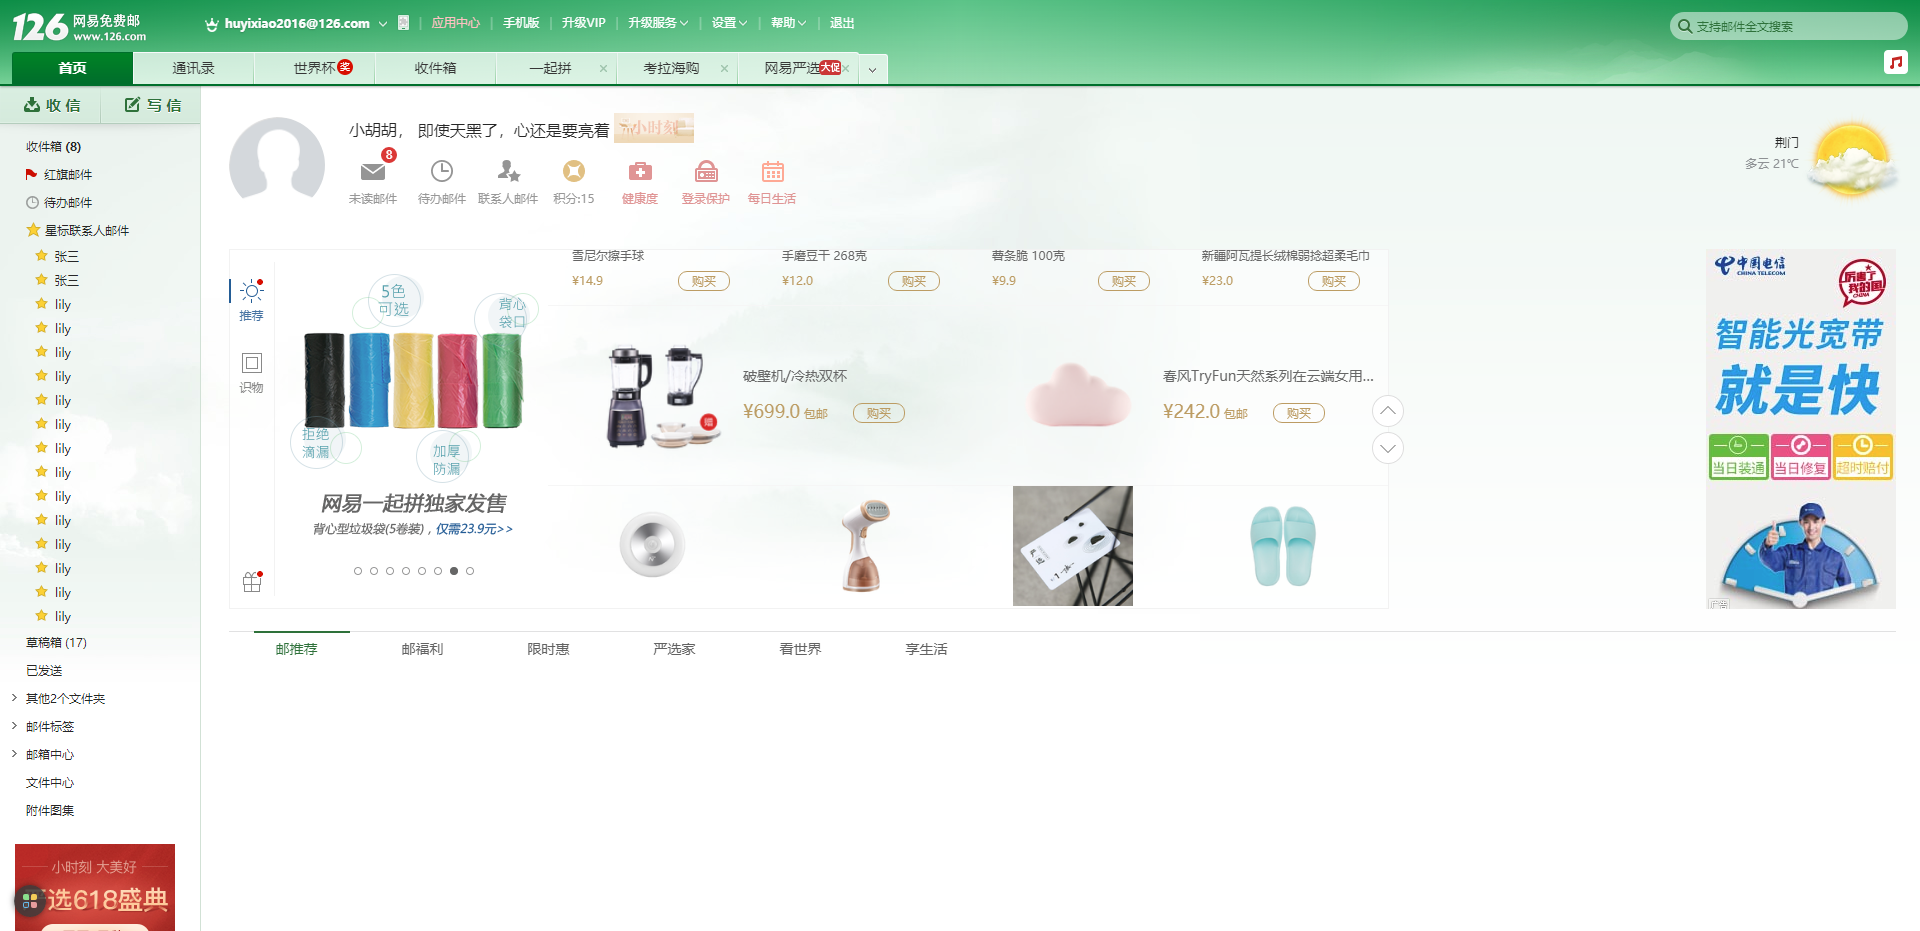 126 网易免费邮
www.126.com
huyixiao2016@126.com
应用中心 | 手机版 | 升级VIP | 升级服务 | 设置 | 帮助 | 退出
支持邮件全文搜索
首页
通讯录
世界杯 奖
收件箱
一起拼
考拉海购
网易严选 大促
收信
写信
收件箱 (8)
红旗邮件
待办邮件
星标联系人邮件
张三
张三
lily
lily
lily
lily
lily
lily
lily
lily
lily
lily
lily
lily
lily
lily
草稿箱 (17)
已发送
其他2个文件夹
邮件标签
邮箱中心
文件中心
附件图集
小时刻 大美好
选618盛典
小胡胡， 即使天黑了，心还是要亮着
小时刻
8
未读邮件
待办邮件
联系人邮件
积分:15
健康度
登录保护
每日生活
荆门
多云 21℃
推荐
识物
5色
可选
背心
袋口
拒绝
滴漏
加厚
防漏
网易一起拼独家发售
背心型垃圾袋(5卷装)，仅需23.9元>>
雪尼尔擦手球
¥14.9 购买
手磨豆干 268克
¥12.0 购买
薯条脆 100克
¥9.9 购买
新疆阿瓦提长绒棉弱捻超柔毛巾
¥23.0 购买
赠
破壁机/冷热双杯
¥699.0 包邮 购买
春风TryFun天然系列在云端女用...
¥242.0 包邮 购买
中国电信
CHINA TELECOM
厉害了
我的国
CHINA
智能光宽带
就是快
当日装通
当日修复
超时赔付
广告
邮推荐
邮福利
限时惠
严选家
看世界
享生活